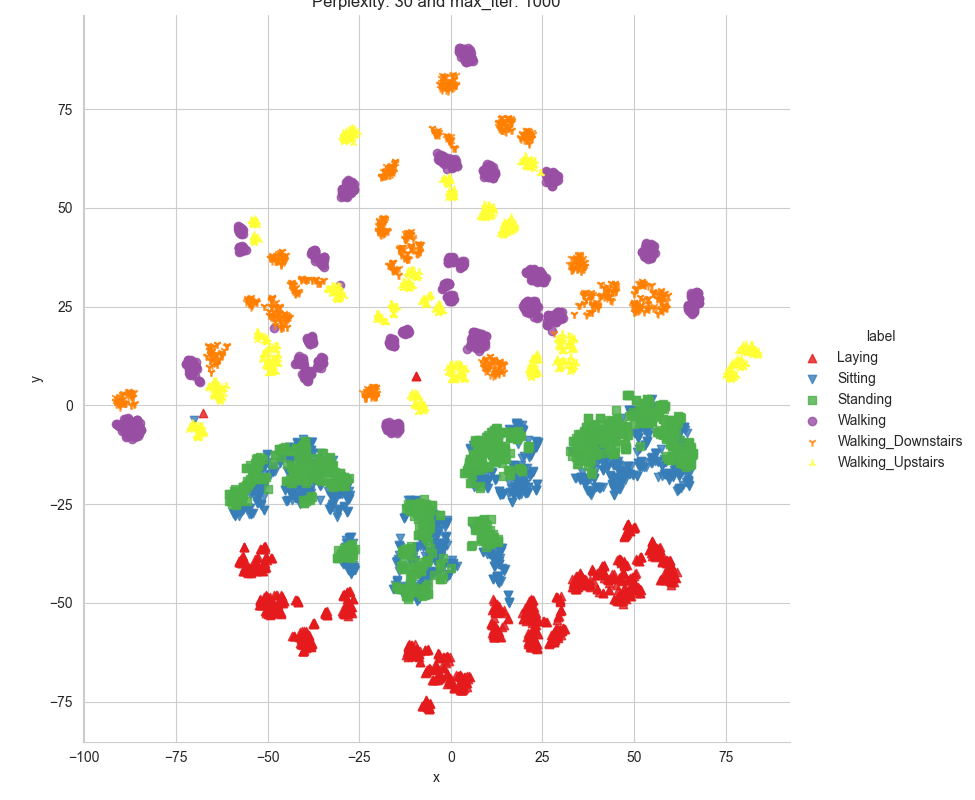 Perplexity: 30 and max_iter: 1000
75
50
25
0
−25
−50
−75
y
−100
−75
−50
−25
0
25
50
75
x
label
Laying
Sitting
Standing
Walking
Walking_Downstairs
Walking_Upstairs